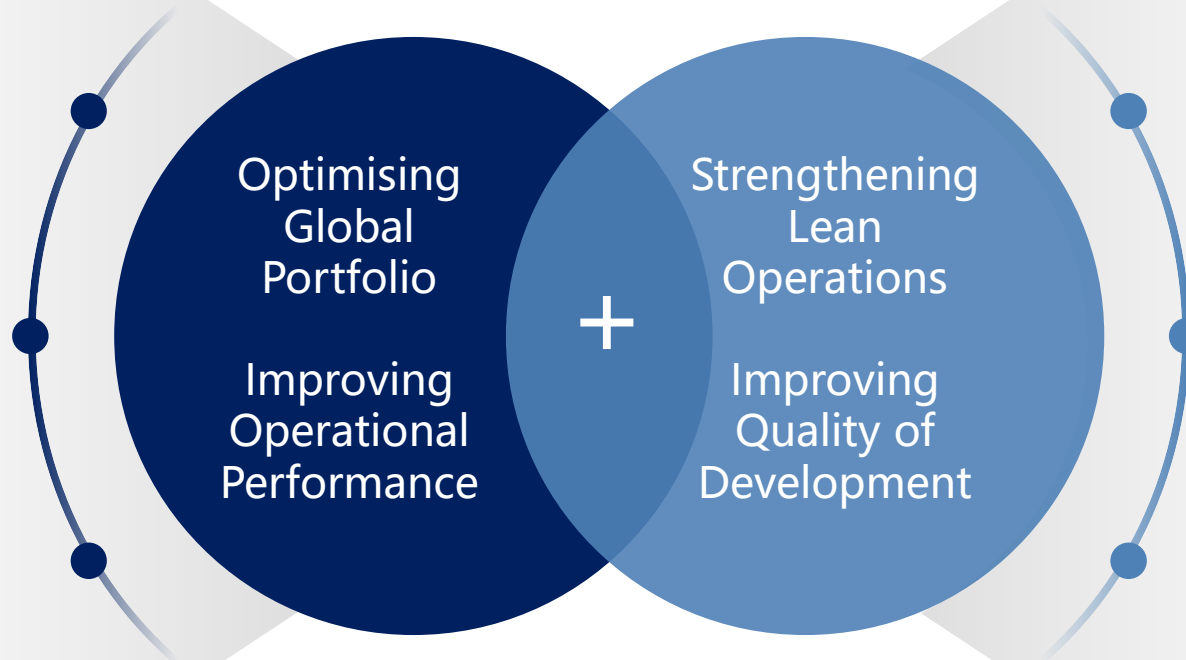 Optimising
Global
Portfolio
Improving
Operational
Performance
+
Strengthening
Lean
Operations
Improving
Quality of
Development